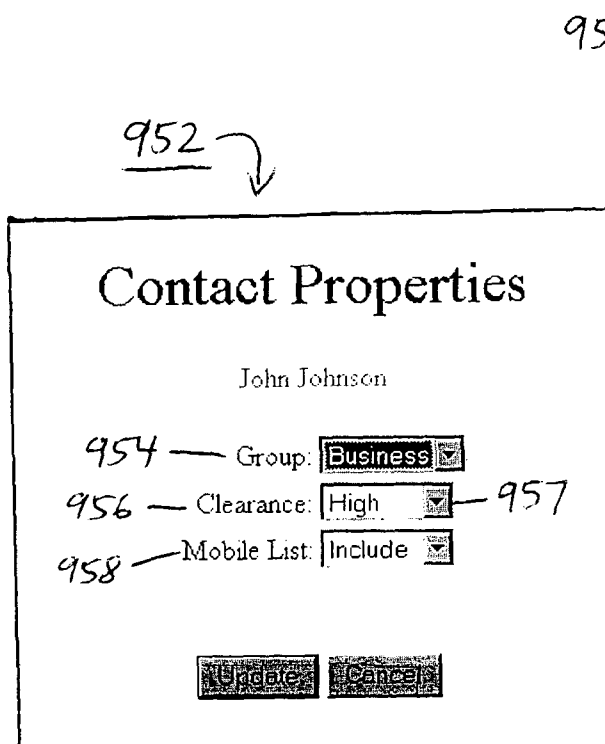 95
952
Contact Properties
John Johnson
954 Group: Business
956 Clearance: High 957
958 Mobile List: Include
Update Cancel